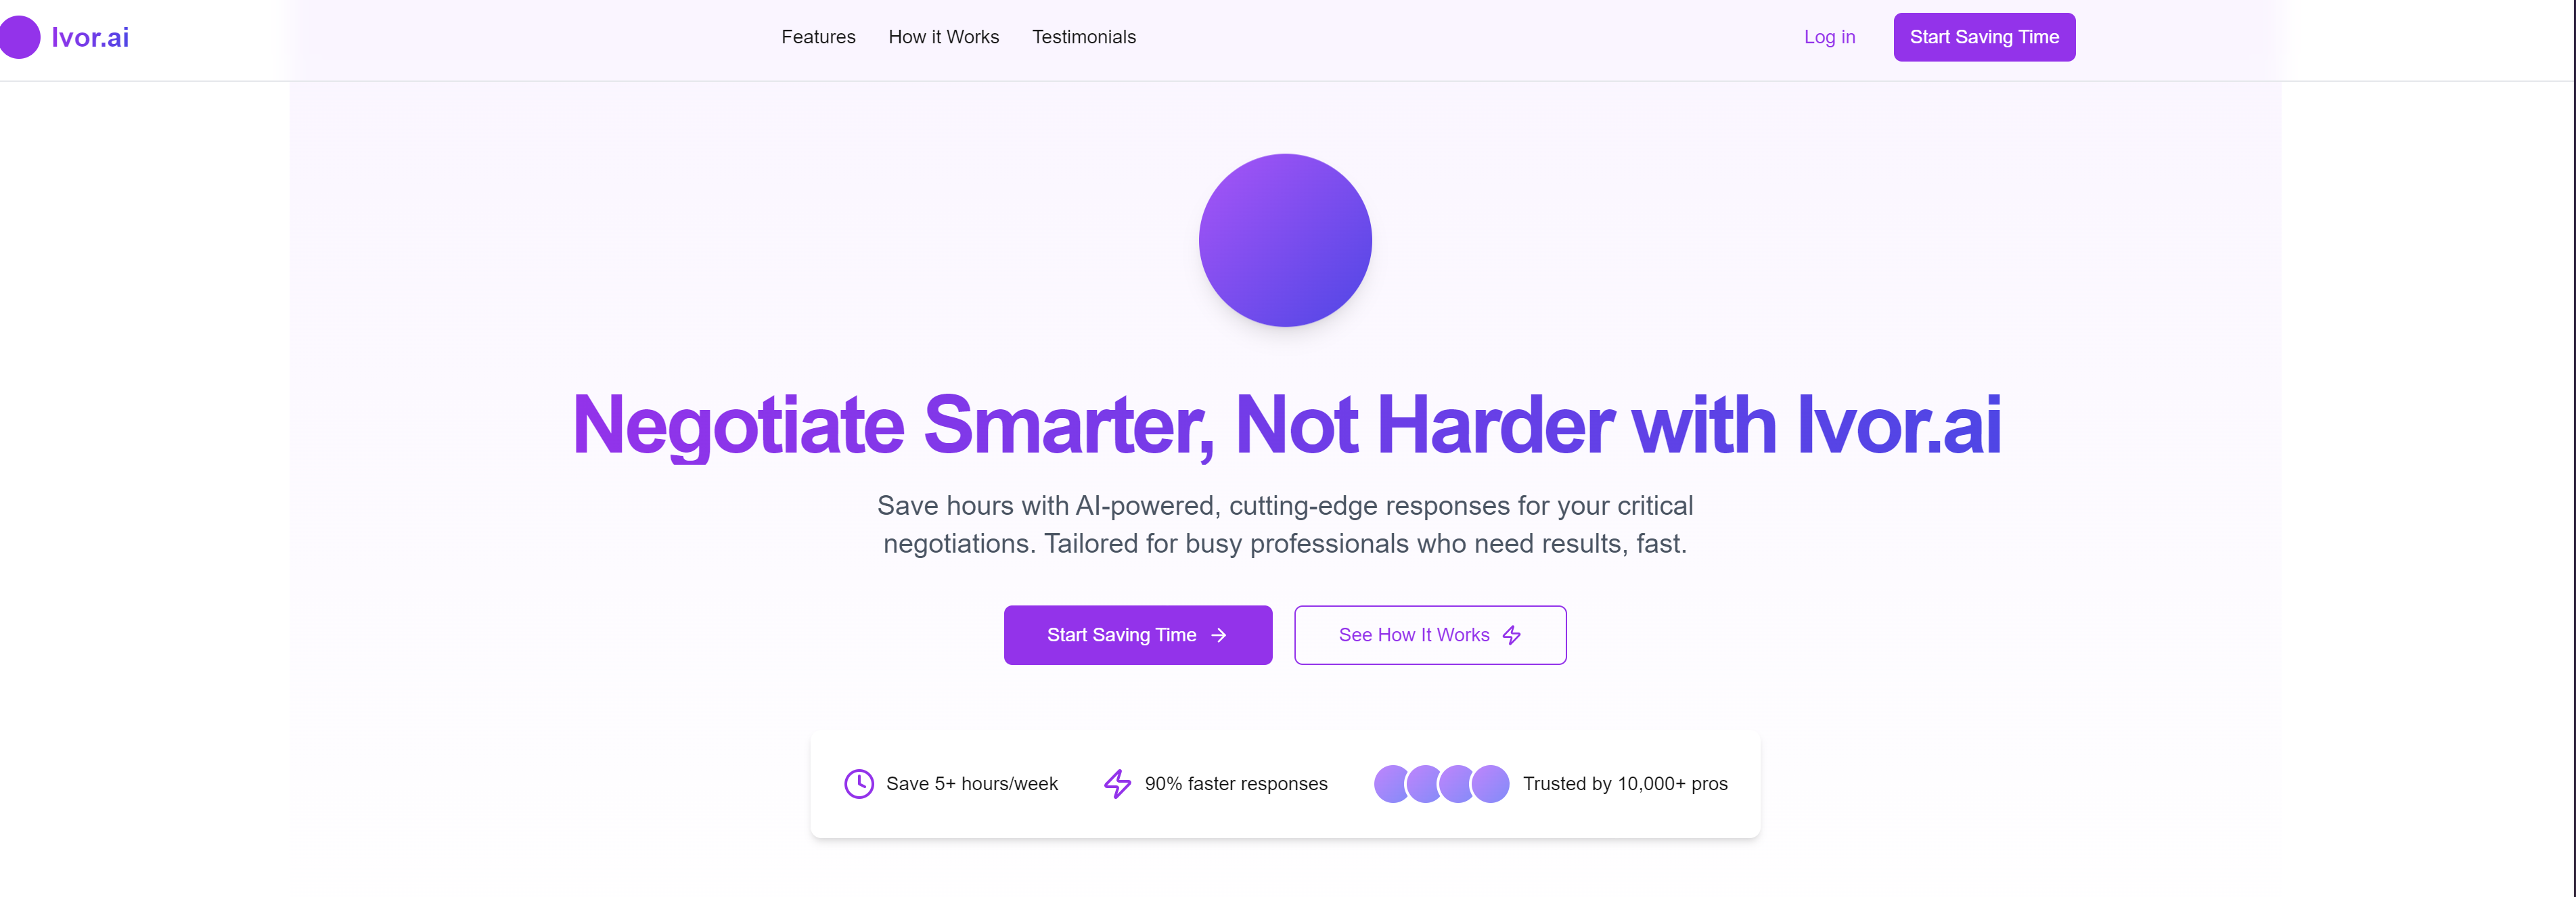 Ivor.ai
Features
How it Works
Testimonials
Log in
Start Saving Time
Negotiate Smarter, Not Harder with Ivor.ai
Save hours with AI-powered, cutting-edge responses for your critical
negotiations. Tailored for busy professionals who need results, fast.
Start Saving Time
See How It Works
Save 5+ hours/week
90% faster responses
Trusted by 10,000+ pros